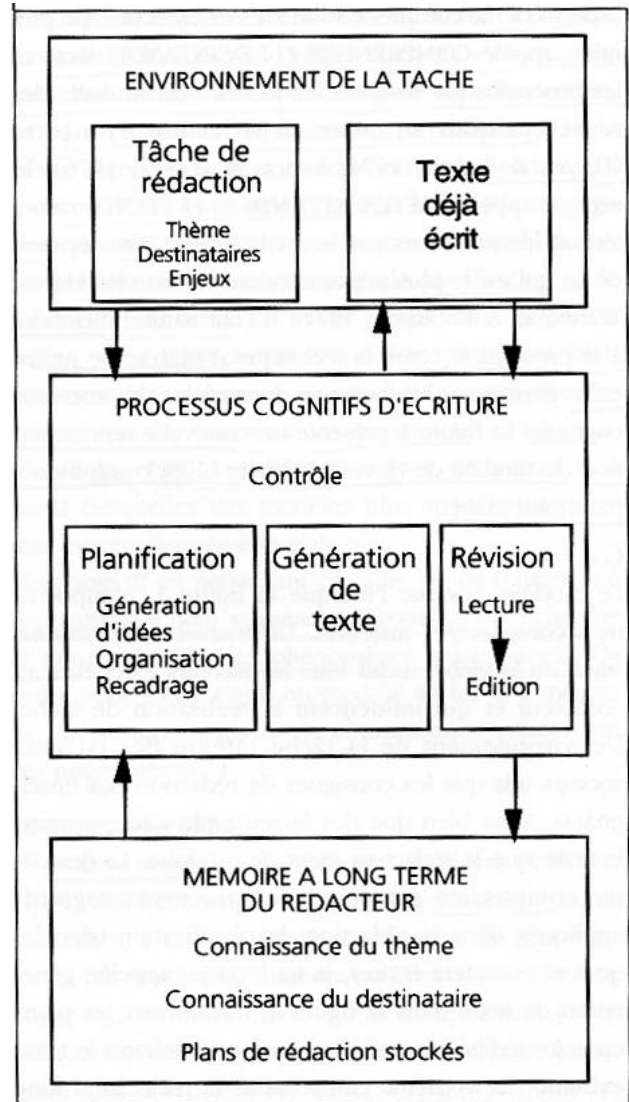 ENVIRONNEMENT DE LA TACHE
Tâche de
rédaction
Thème
Destinataires
Enjeux
Texte
déjà
écrit
PROCESSUS COGNITIFS D'ECRITURE
Contrôle
Planification
Génération
d'idées
Organisation
Recadrage
Génération
de
texte
Révision
Lecture
Edition
MEMOIRE A LONG TERME
DU REDACTEUR
Connaissance du thème
Connaissance du destinataire
Plans de rédaction stockés